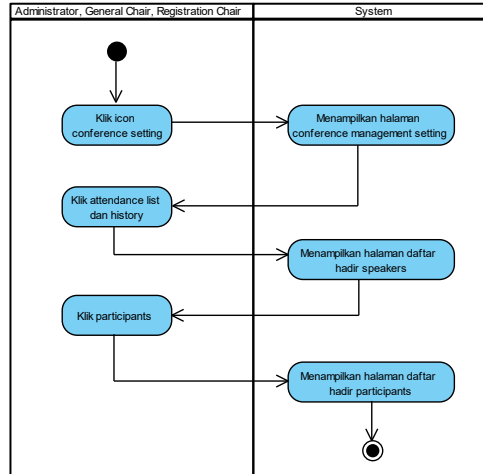 Administrator, General Chair, Registration Chair
System
Klik icon
conference setting
Menampilkan halaman
conference management setting
Klik attendance list
dan history
Menampilkan halaman daftar
hadir speakers
Klik participants
Menampilkan halaman daftar
hadir participants